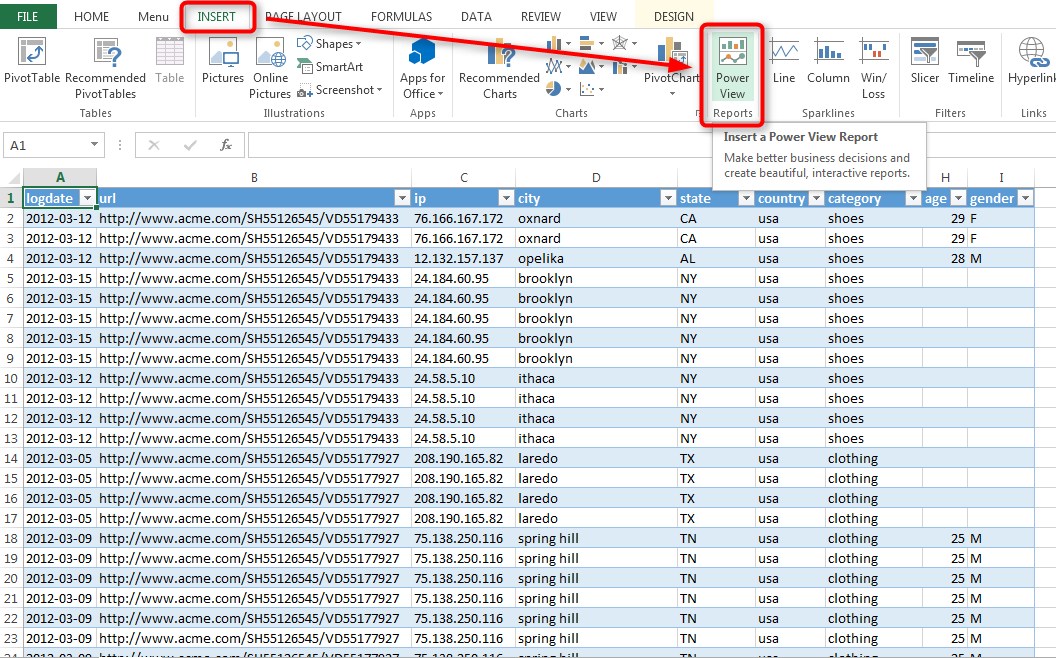 FILE HOME Menu INSERT PAGE LAYOUT FORMULAS DATA REVIEW VIEW DESIGN
PivotTable Recommended PivotTables Table
Pictures Online Pictures
Shapes
SmartArt
Screenshot
Apps for Office
Recommended Charts
PivotChart
Power View
Line Column Win/ Loss
Slicer Timeline
Hyperlink
Tables Illustrations Apps Charts Reports Sparklines Filters Links
A1 fx
Insert a Power View Report
Make better business decisions and
create beautiful, interactive reports.
A B C D H I
1 logdate url ip city state country category age gender
2 2012-03-12 http://www.acme.com/SH55126545/VD55179433 76.166.167.172 oxnard CA usa shoes 29 F
3 2012-03-12 http://www.acme.com/SH55126545/VD55179433 76.166.167.172 oxnard CA usa shoes 29 F
4 2012-03-12 http://www.acme.com/SH55126545/VD55179433 12.132.157.137 opelika AL usa shoes 28 M
5 2012-03-15 http://www.acme.com/SH55126545/VD55179433 24.184.60.95 brooklyn NY usa shoes
6 2012-03-15 http://www.acme.com/SH55126545/VD55179433 24.184.60.95 brooklyn NY usa shoes
7 2012-03-15 http://www.acme.com/SH55126545/VD55179433 24.184.60.95 brooklyn NY usa shoes
8 2012-03-15 http://www.acme.com/SH55126545/VD55179433 24.184.60.95 brooklyn NY usa shoes
9 2012-03-15 http://www.acme.com/SH55126545/VD55179433 24.184.60.95 brooklyn NY usa shoes
10 2012-03-12 http://www.acme.com/SH55126545/VD55179433 24.58.5.10 ithaca NY usa shoes
11 2012-03-12 http://www.acme.com/SH55126545/VD55179433 24.58.5.10 ithaca NY usa shoes
12 2012-03-12 http://www.acme.com/SH55126545/VD55179433 24.58.5.10 ithaca NY usa shoes
13 2012-03-12 http://www.acme.com/SH55126545/VD55179433 24.58.5.10 ithaca NY usa shoes
14 2012-03-05 http://www.acme.com/SH55126545/VD55177927 208.190.165.82 laredo TX usa clothing
15 2012-03-05 http://www.acme.com/SH55126545/VD55177927 208.190.165.82 laredo TX usa clothing
16 2012-03-05 http://www.acme.com/SH55126545/VD55177927 208.190.165.82 laredo TX usa clothing
17 2012-03-05 http://www.acme.com/SH55126545/VD55177927 208.190.165.82 laredo TX usa clothing
18 2012-03-09 http://www.acme.com/SH55126545/VD55177927 75.138.250.116 spring hill TN usa clothing 25 M
19 2012-03-09 http://www.acme.com/SH55126545/VD55177927 75.138.250.116 spring hill TN usa clothing 25 M
20 2012-03-09 http://www.acme.com/SH55126545/VD55177927 75.138.250.116 spring hill TN usa clothing 25 M
21 2012-03-09 http://www.acme.com/SH55126545/VD55177927 75.138.250.116 spring hill TN usa clothing 25 M
22 2012-03-09 http://www.acme.com/SH55126545/VD55177927 75.138.250.116 spring hill TN usa clothing 25 M
23 2012-03-09 http://www.acme.com/SH55126545/VD55177927 75.138.250.116 spring hill TN usa clothing 25 M